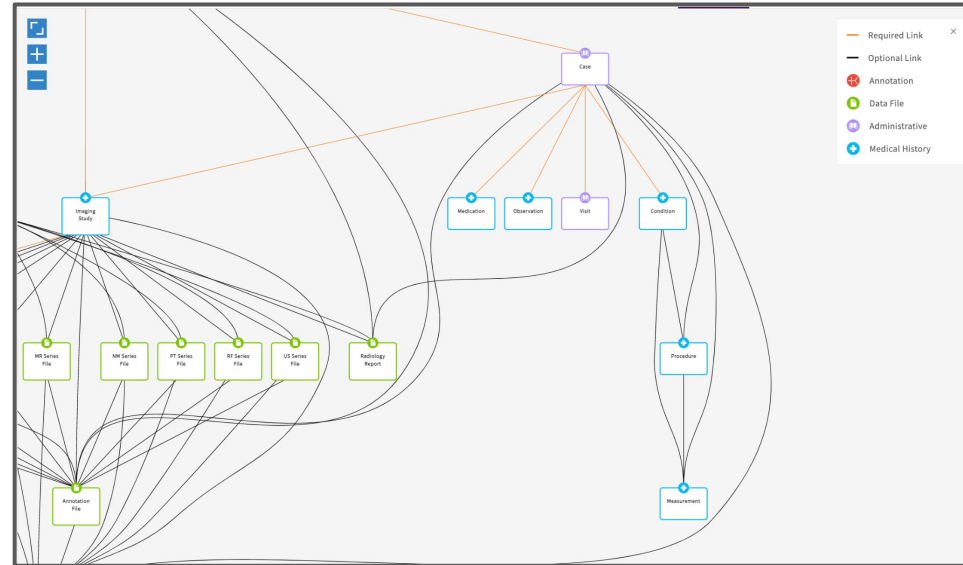 Required Link
Optional Link
Annotation
Data File
Administrative
Medical History
Case
Imaging
Study
Medication
Observation
Visit
Condition
MR Series
File
NM Series
File
PT Series
File
RF Series
File
US Series
File
Radiology
Report
Procedure
Annotation
File
Measurement